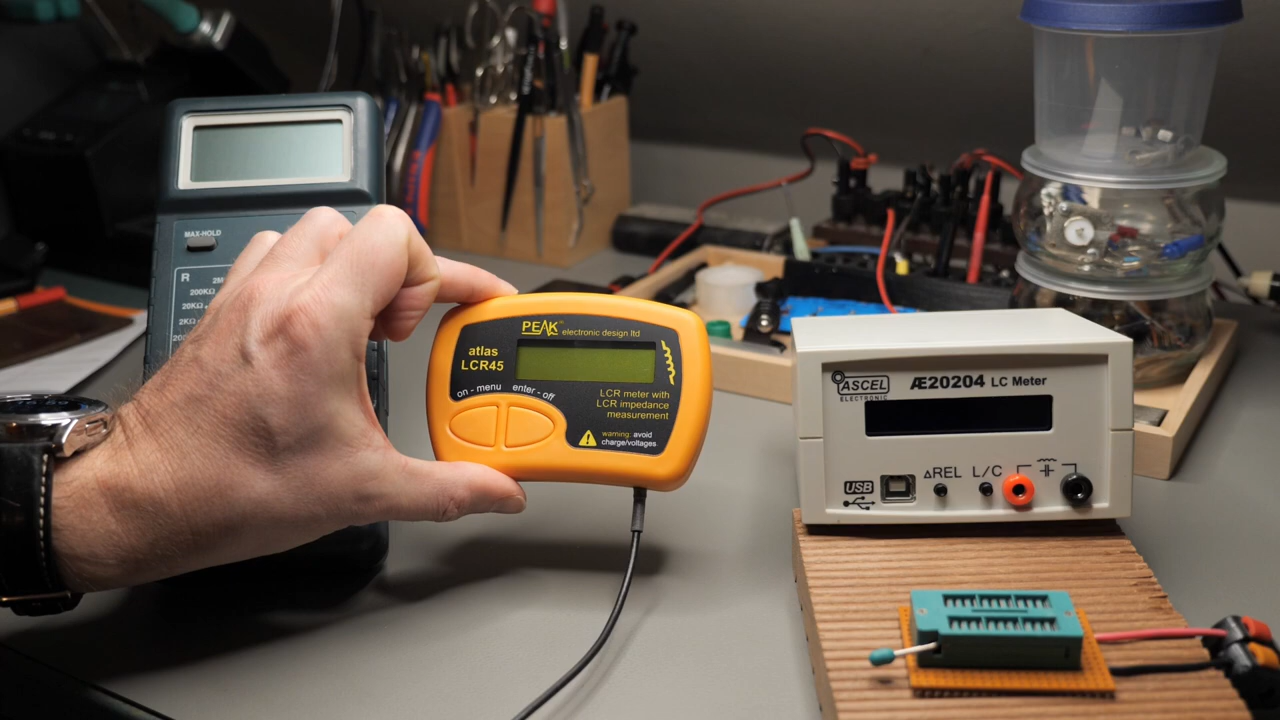 MAX-HOLD
R
2M
200KΩ
20KΩ
2KΩ
PEAK
electronic design ltd
atlas
LCR45
on - menu
enter - off
LCR meter with
LCR impedance
measurement
warning: avoid
charge/voltages
ASCEL
ELECTRONIC
Æ20204 LC Meter
USB
ΔREL
L/C